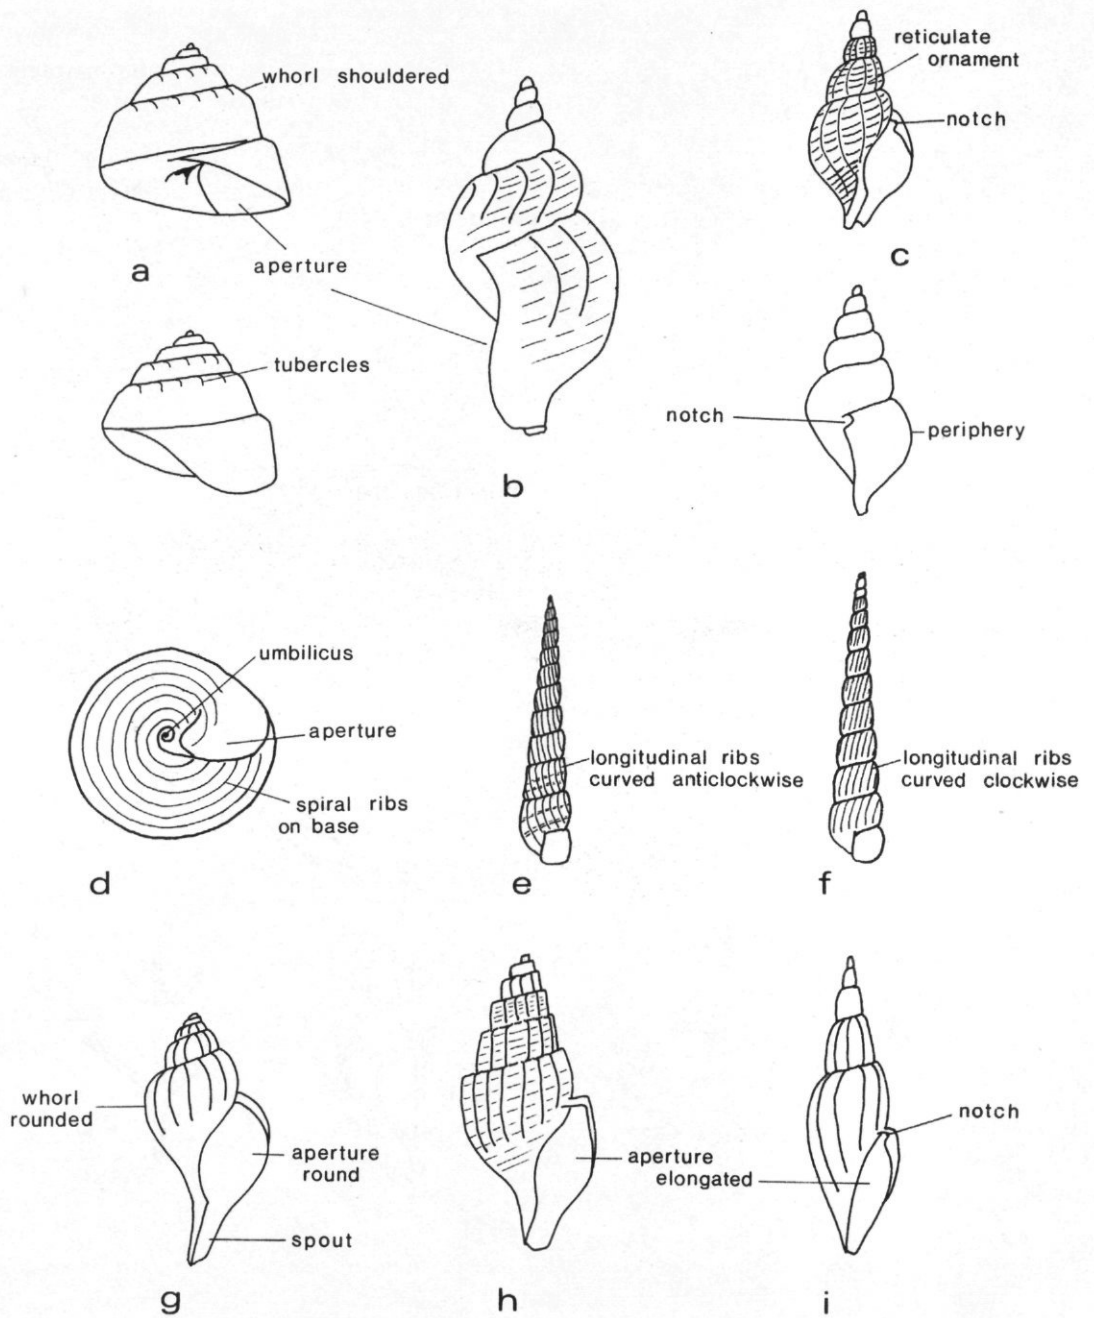 whorl shouldered
reticulate
ornament
notch
a
aperture
c
tubercles
notch
periphery
b
umbilicus
aperture
spiral ribs
on base
longitudinal ribs
curved anticlockwise
longitudinal ribs
curved clockwise
d
e
f
whorl
rounded
aperture
round
spout
aperture
elongated
notch
g
h
i